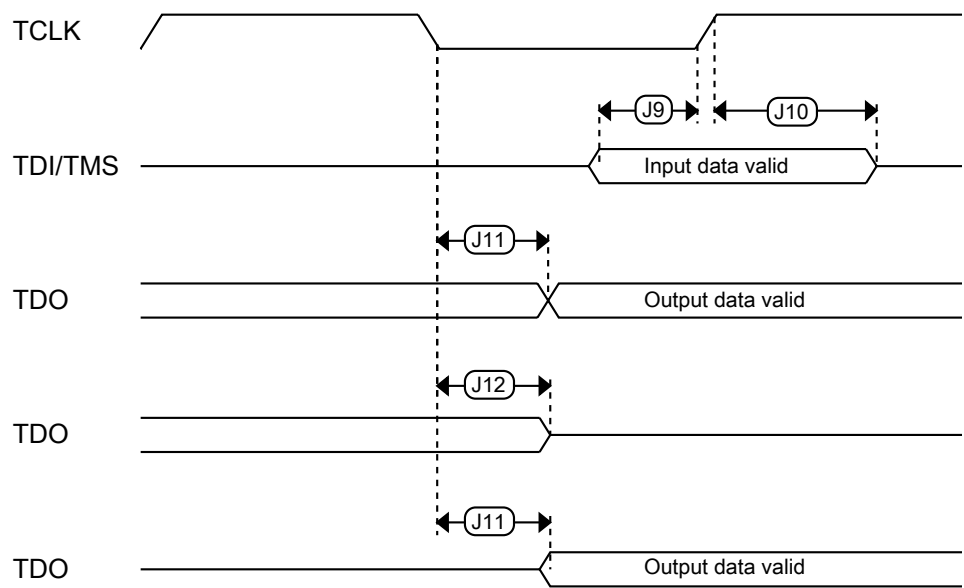 TCLK
J9
J10
TDI/TMS
Input data valid
J11
TDO
Output data valid
J12
TDO
J11
TDO
Output data valid